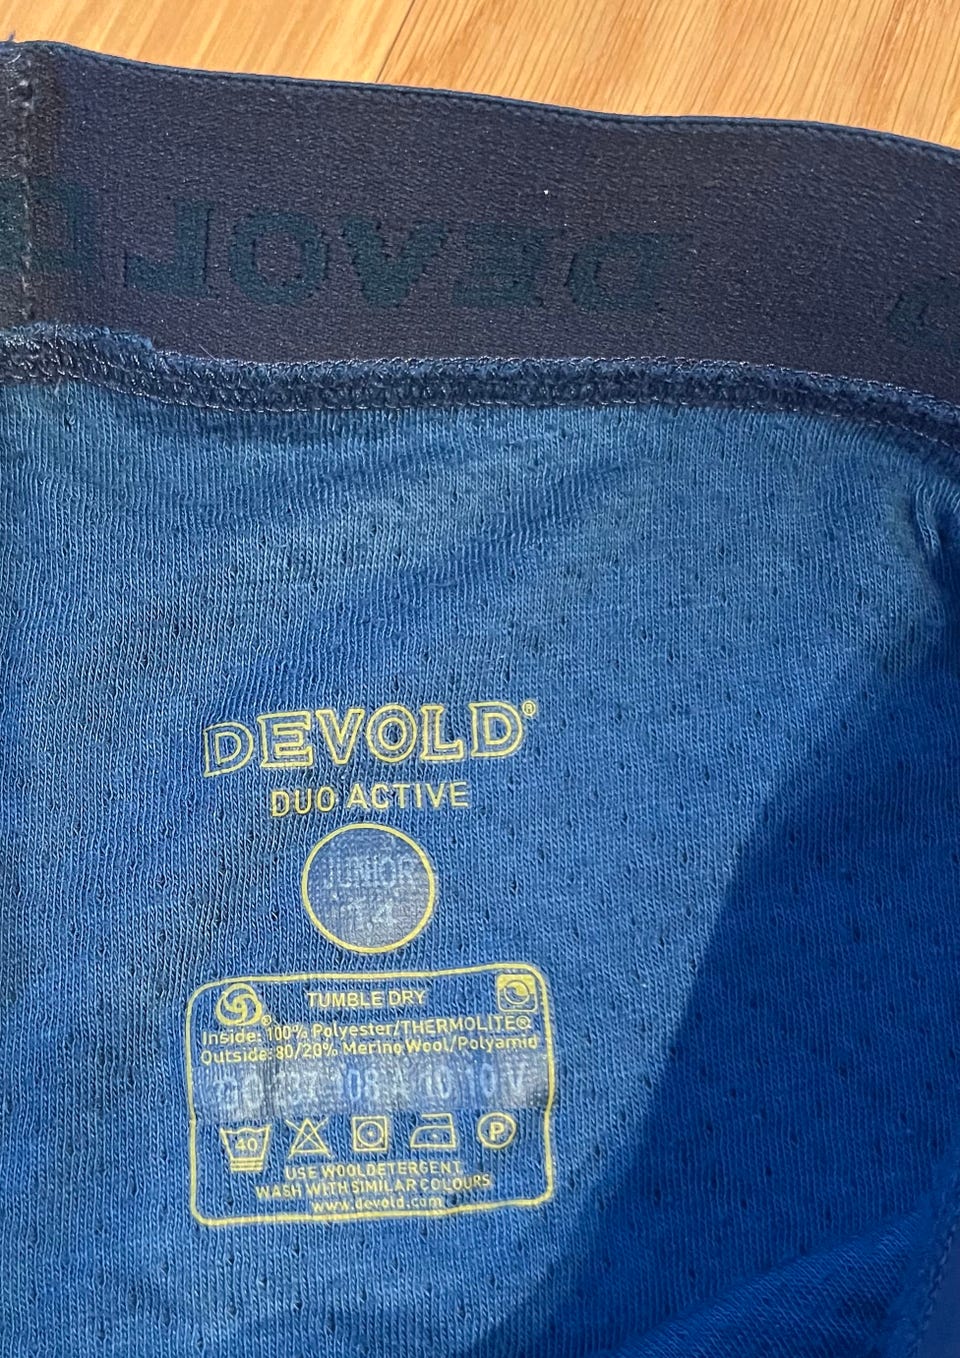 DEVOLD
DEVOLD®
DUO ACTIVE
JUNIOR
14
TUMBLE DRY
Inside: 100% Polyester/THERMOLITE®
Outside: 80/20% Merino Wool/Polyamid
40
P
USE WOOLDETERGENT
WASH WITH SIMILAR COLOURS
www.devold.com